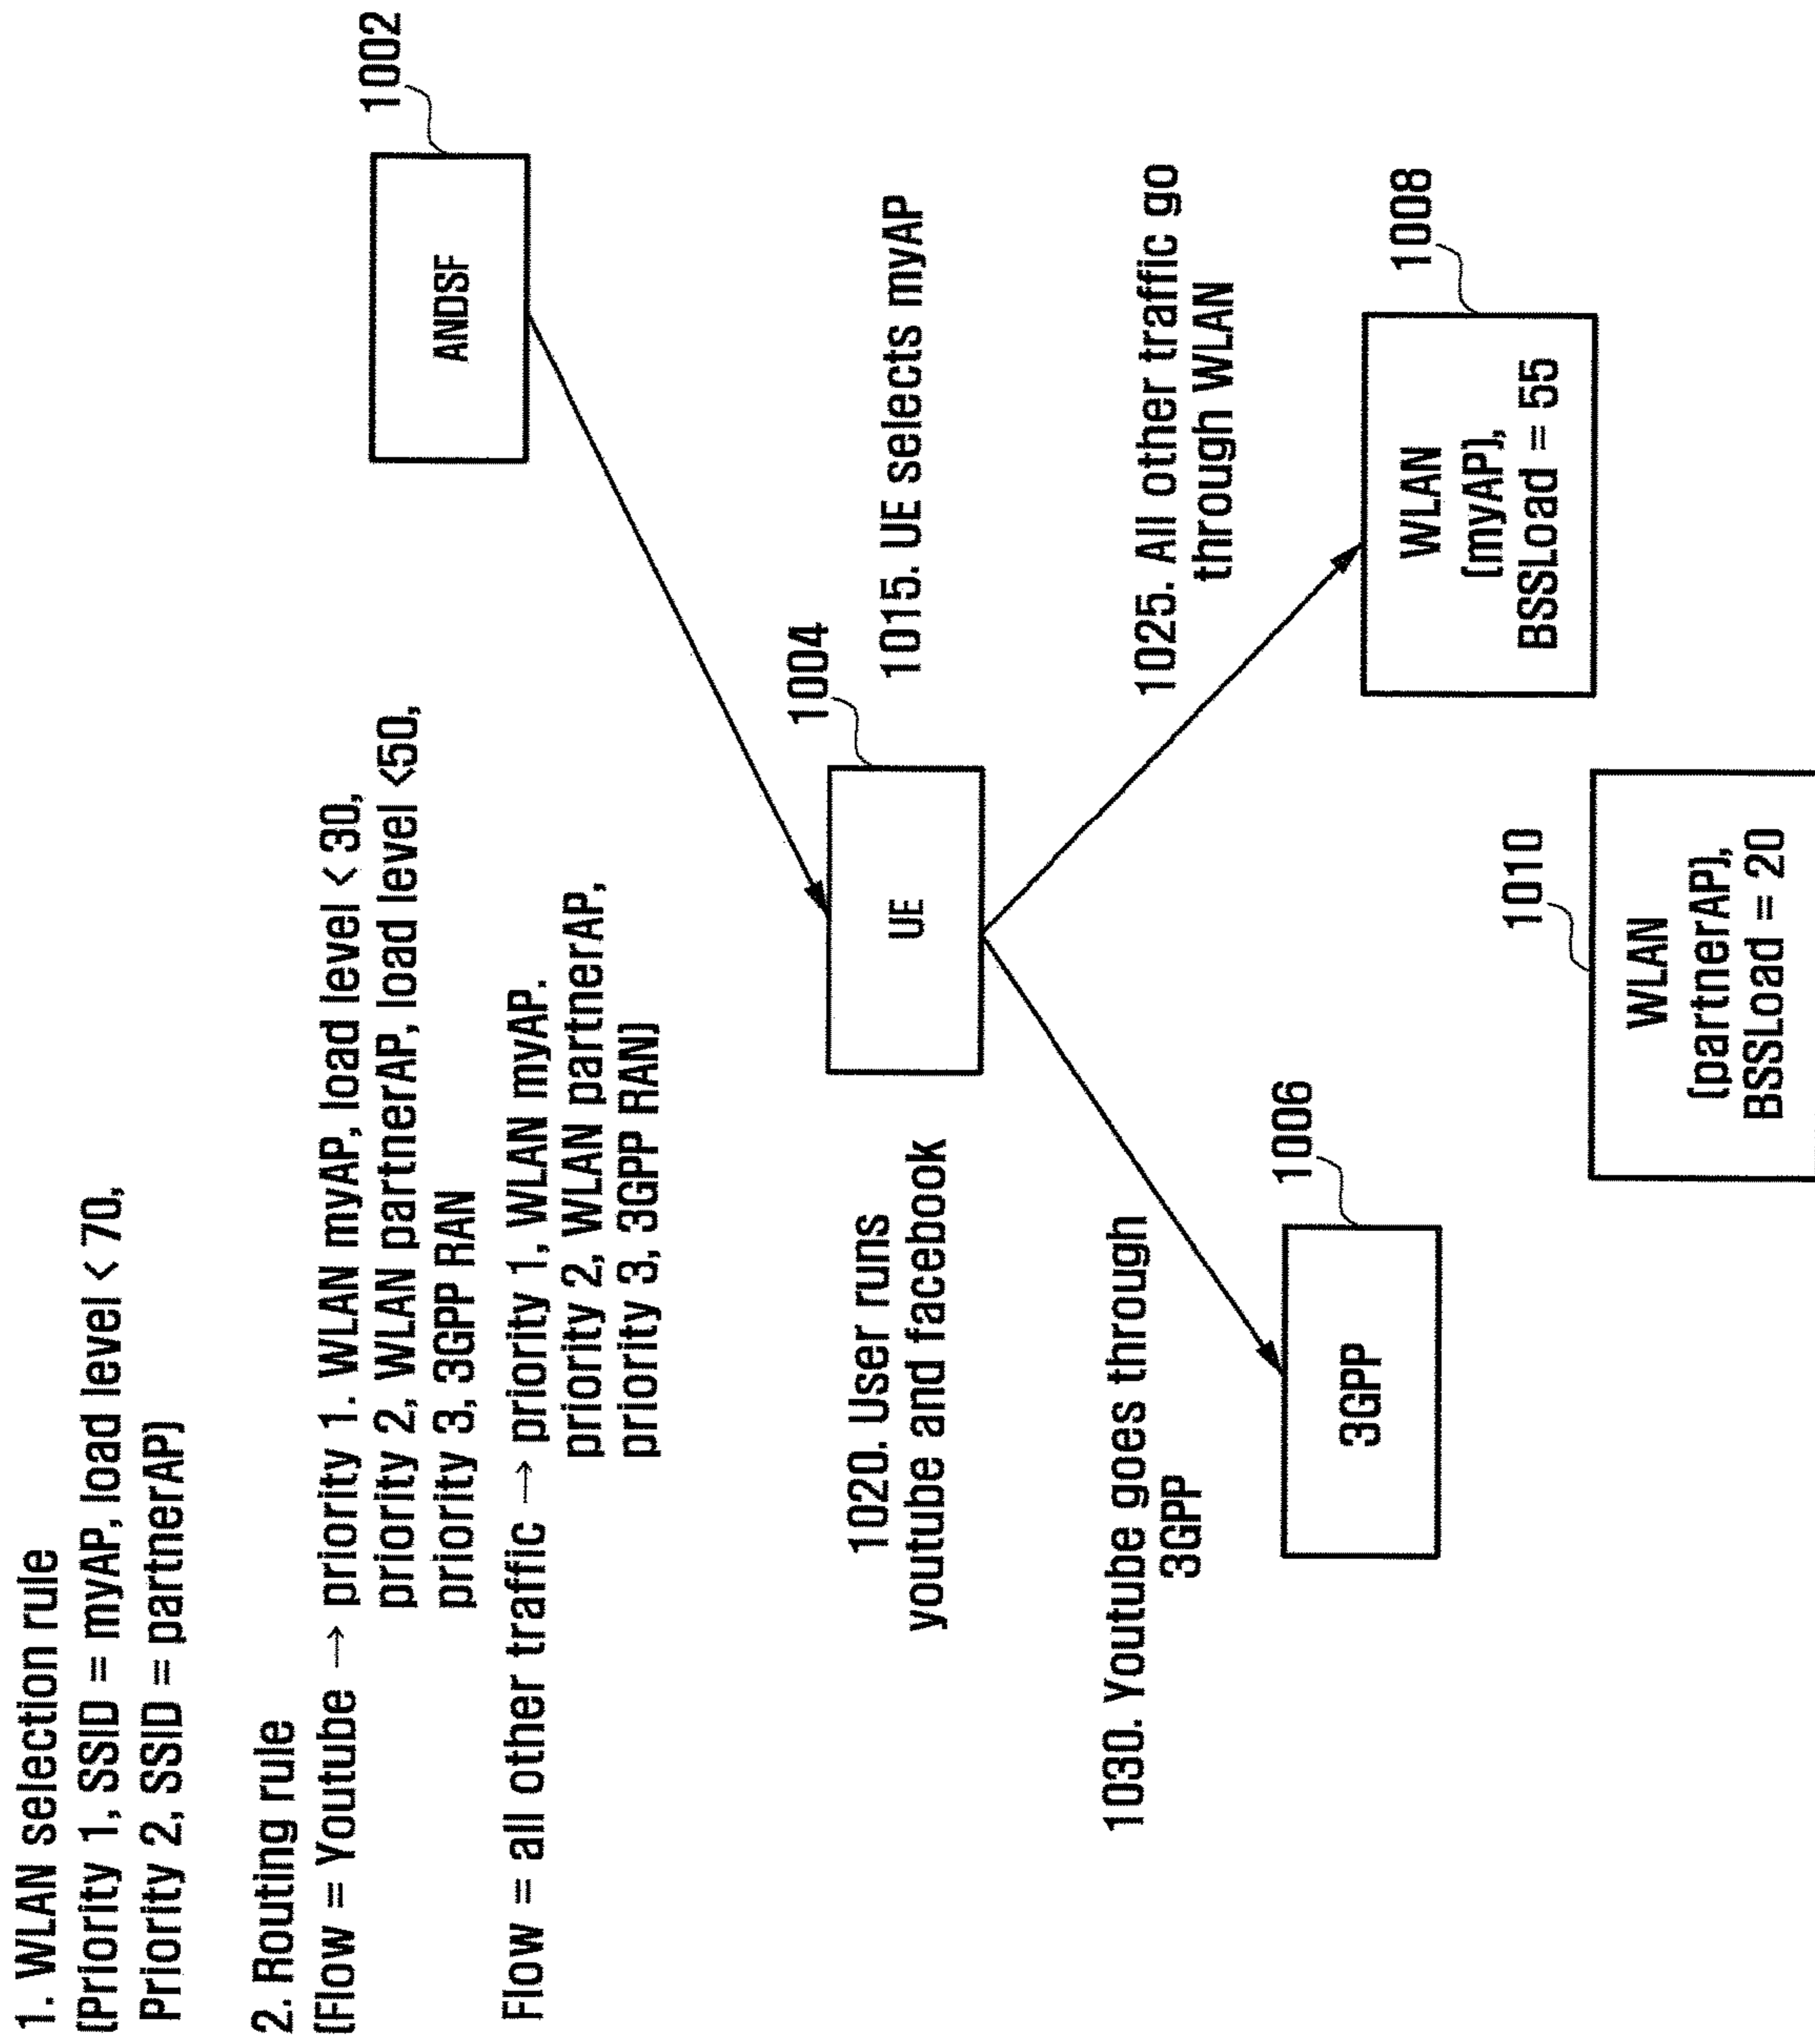 1. WLAN selection rule
(Priority 1, SSID = myAP, load level < 70,
Priority 2, SSID = partnerAP)
2. Routing rule
(Flow = Youtube → priority 1. WLAN myAP, load level < 30,
priority 2, WLAN partnerAP, load level <50,
priority 3, 3GPP RAN
Flow = all other traffic → priority 1, WLAN myAP.
priority 2, WLAN partnerAP,
priority 3, 3GPP RAN)
1002
ANDSF
1004
UE
1015. UE selects myAP
1020. User runs
youtube and facebook
1025. All other traffic go
through WLAN
1030. Youtube goes through
3GPP
1006
3GPP
1008
WLAN
(myAP),
BSSLoad = 55
1010
WLAN
(partnerAP),
BSSLoad = 20